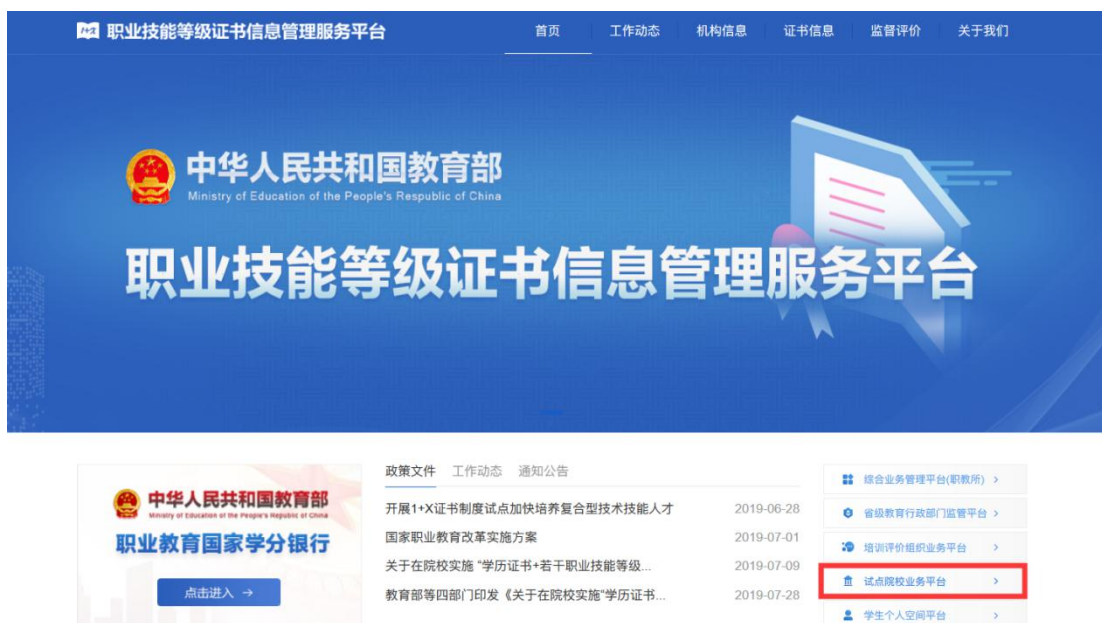 职业技能等级证书信息管理服务平台
首页 工作动态 机构信息 证书信息 监督评价 关于我们
中华人民共和国教育部
Ministry of Education of the People's Respublic of China
职业技能等级证书信息管理服务平台
中华人民共和国教育部
Ministry of Education of the People's Republic of China
职业教育国家学分银行
点击进入 →
政策文件 工作动态 通知公告
开展1+X证书制度试点加快培养复合型技术技能人才 2019-06-28
国家职业教育改革实施方案 2019-07-01
关于在院校实施 “学历证书+若干职业技能等级... 2019-07-09
教育部等四部门印发《关于在院校实施“学历证书... 2019-07-28
综合业务管理平台(职教所) >
省级教育行政部门监管平台 >
培训评价组织业务平台 >
试点院校业务平台 >
学生个人空间平台 >